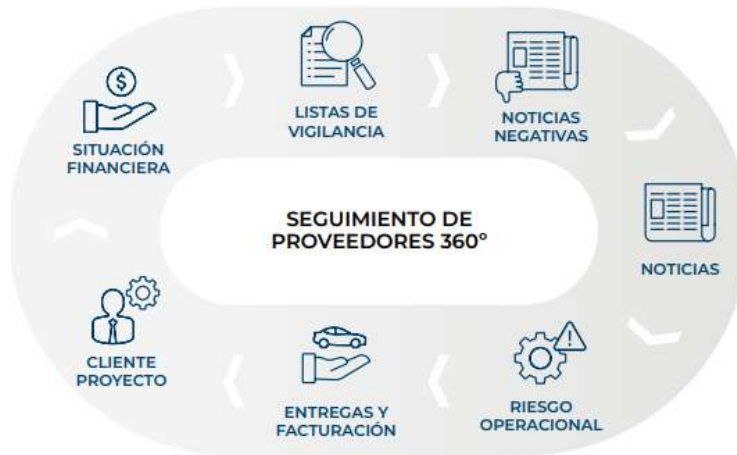 LISTAS DE
VIGILANCIA
NOTICIAS
NEGATIVAS
SITUACIÓN
FINANCIERA
SEGUIMIENTO DE
PROVEEDORES 360°
NOTICIAS
CLIENTE
PROYECTO
ENTREGAS Y
FACTURACIÓN
RIESGO
OPERACIONAL